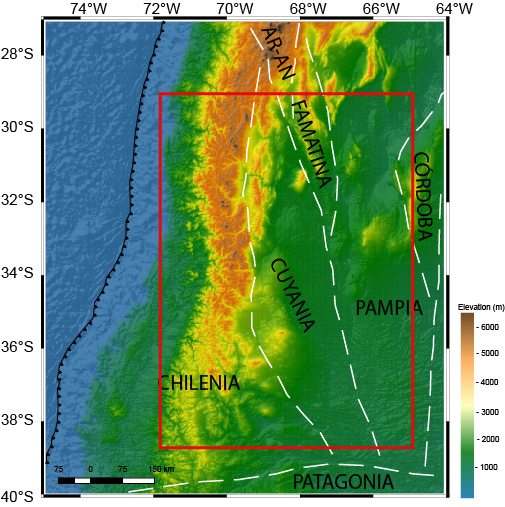 74°W 72°W 70°W 68°W 66°W 64°W
28°S
30°S
32°S
34°S
36°S
38°S
40°S
AR-AN
FAMATINA
CÓRDOBA
CUYANIA
PAMPIA
CHILENIA
PATAGONIA
75 0 75 150 km
Elevation (m)
- 6000
- 5000
- 4000
- 3000
- 2000
- 1000